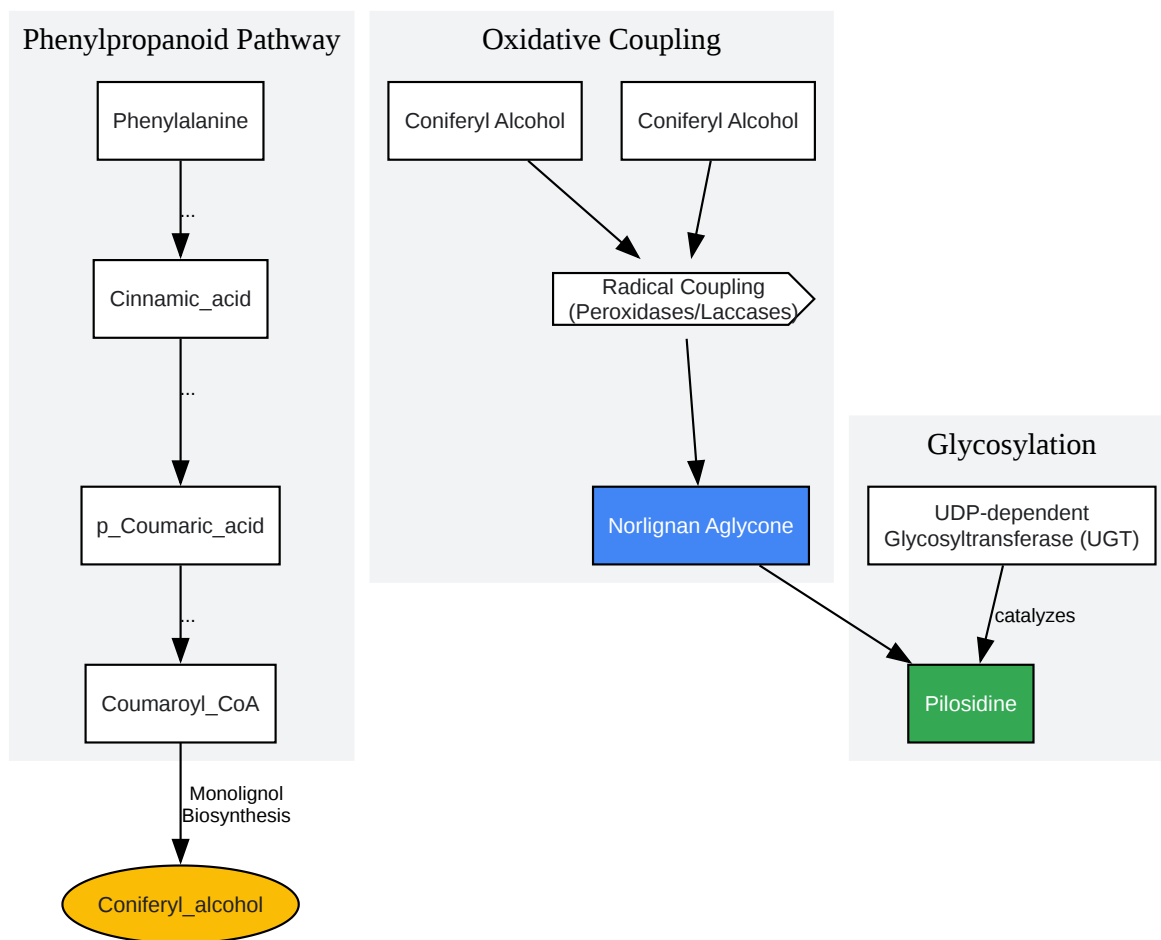 Phenylpropanoid Pathway
Phenylalanine
...
Cinnamic_acid
...
p_Coumaric_acid
...
Coumaroyl_CoA
Monolignol
Biosynthesis
Coniferyl_alcohol
Oxidative Coupling
Coniferyl Alcohol
Coniferyl Alcohol
Radical Coupling
(Peroxidases/Laccases)
Norlignan Aglycone
Glycosylation
UDP-dependent
Glycosyltransferase (UGT)
catalyzes
Pilosidine